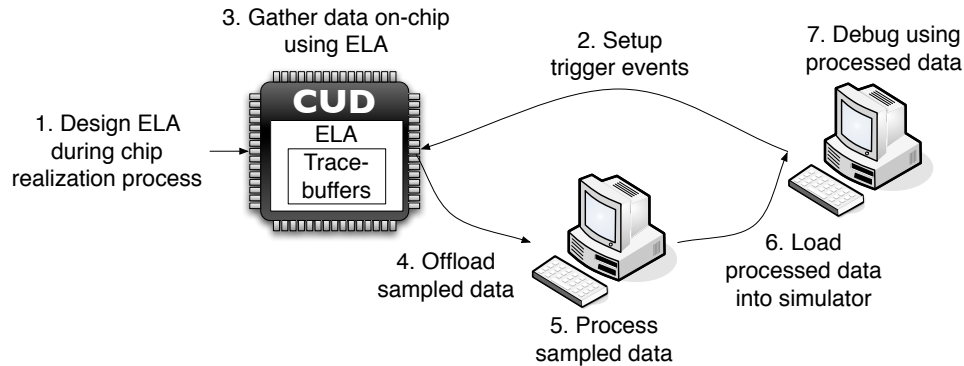 3. Gather data on-chip
using ELA
2. Setup
trigger events
7. Debug using
processed data
CUD
ELA
Trace-
buffers
1. Design ELA
during chip
realization process
4. Offload
sampled data
5. Process
sampled data
6. Load
processed data
into simulator